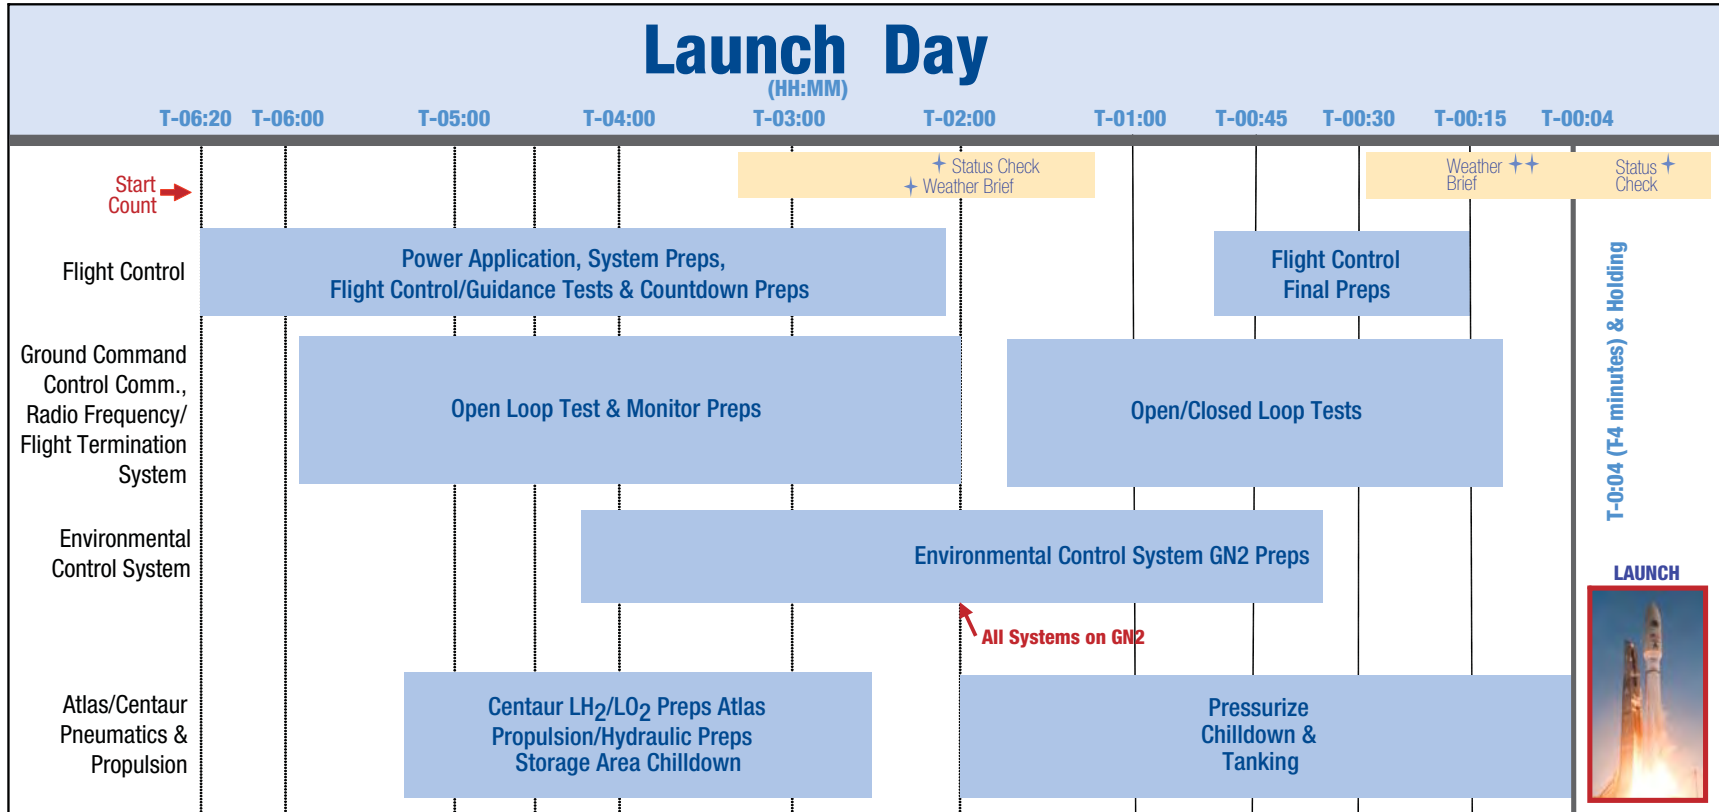 Launch Day
(HH:MM)
T-06:20 T-06:00 T-05:00 T-04:00 T-03:00 T-02:00 T-01:00 T-00:45 T-00:30 T-00:15 T-00:04
Start
Count
Status Check
Weather Brief
Weather
Brief
Status
Check
Flight Control
Power Application, System Preps,
Flight Control/Guidance Tests & Countdown Preps
Flight Control
Final Preps
Ground Command
Control Comm.,
Radio Frequency/
Flight Termination
System
Open Loop Test & Monitor Preps
Open/Closed Loop Tests
T-0:04 (T-4 minutes) & Holding
Environmental
Control System
Environmental Control System GN2 Preps
All Systems on GN2
LAUNCH
Atlas/Centaur
Pneumatics &
Propulsion
Centaur LH2/LO2 Preps Atlas
Propulsion/Hydraulic Preps
Storage Area Chilldown
Pressurize
Chilldown &
Tanking